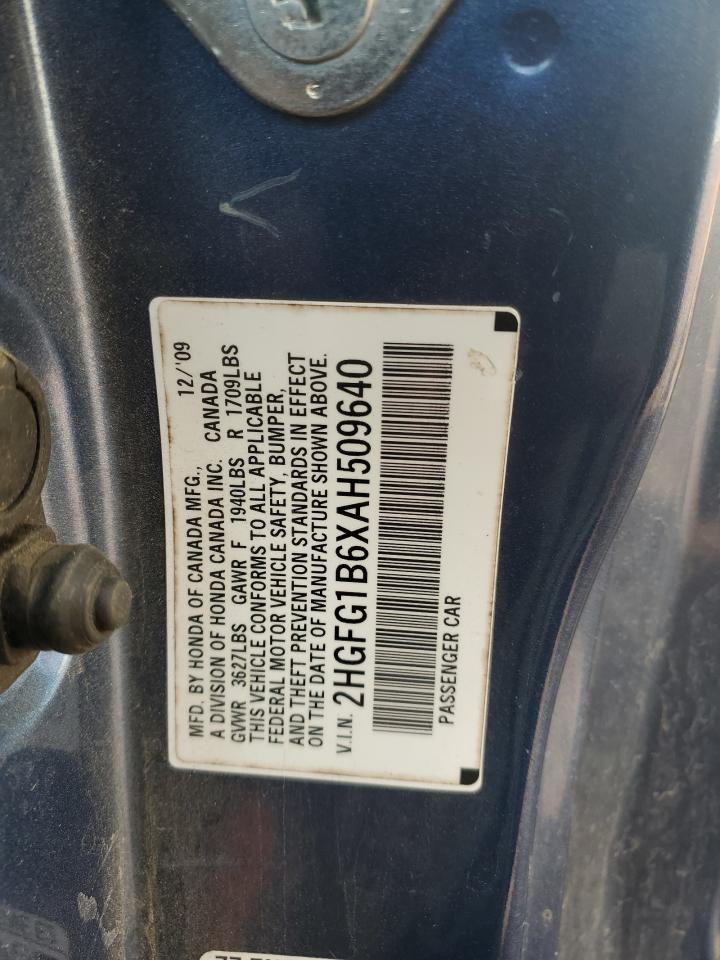 MFD. BY HONDA OF CANADA MFG., 12/'09
A DIVISION OF HONDA CANADA INC. CANADA
GVWR 3627LBS GAWR F 1940LBS R 1709LBS
THIS VEHICLE CONFORMS TO ALL APPLICABLE
FEDERAL MOTOR VEHICLE SAFETY, BUMPER,
AND THEFT PREVENTION STANDARDS IN EFFECT
ON THE DATE OF MANUFACTURE SHOWN ABOVE.
V.I.N. 2HGFG1B6XAH509640
PASSENGER CAR